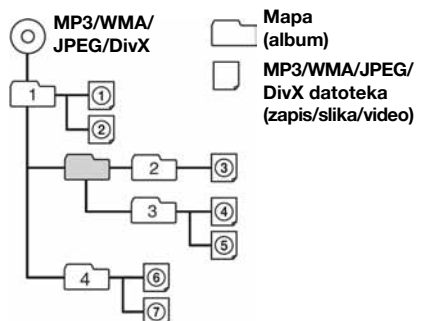 MP3/WMA/
JPEG/DivX
Mapa
(album)
MP3/WMA/JPEG/
DivX datoteka
(zapis/slika/video)
1
①
②
2
③
3
④
⑤
4
⑥
⑦